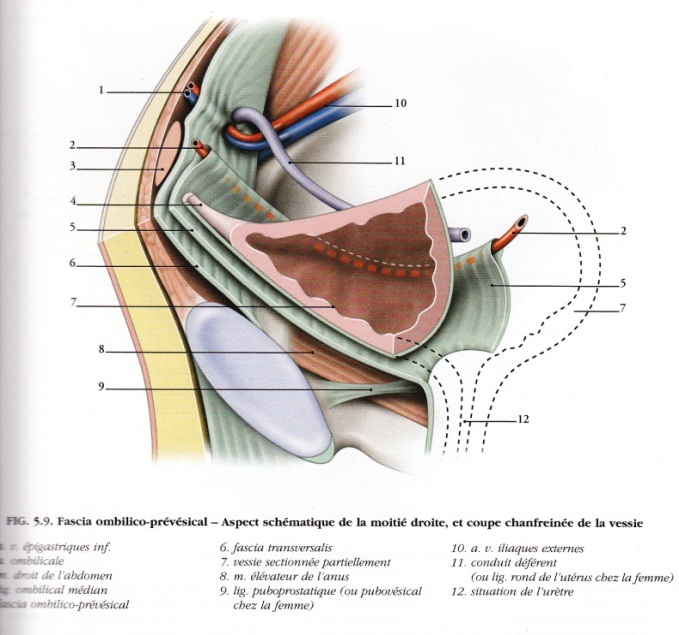 1
10
2
11
3
4
5
2
6
5
7
7
8
9
12
FIG. 5.9. Fascia ombilico-prévésical – Aspect schématique de la moitié droite, et coupe chanfreinée de la vessie
v. épigastriques inf.
ombilicale
droit de l'abdomen
ombilical médian
fascia ombilico-prévésical
6. fascia transversalis
7. vessie sectionnée partiellement
8. m. élévateur de l'anus
9. lig. puboprostatique (ou pubovésical
chez la femme)
10. a. v. iliaques externes
11. conduit déférent
(ou lig. rond de l'utérus chez la femme)
12. situation de l'urètre